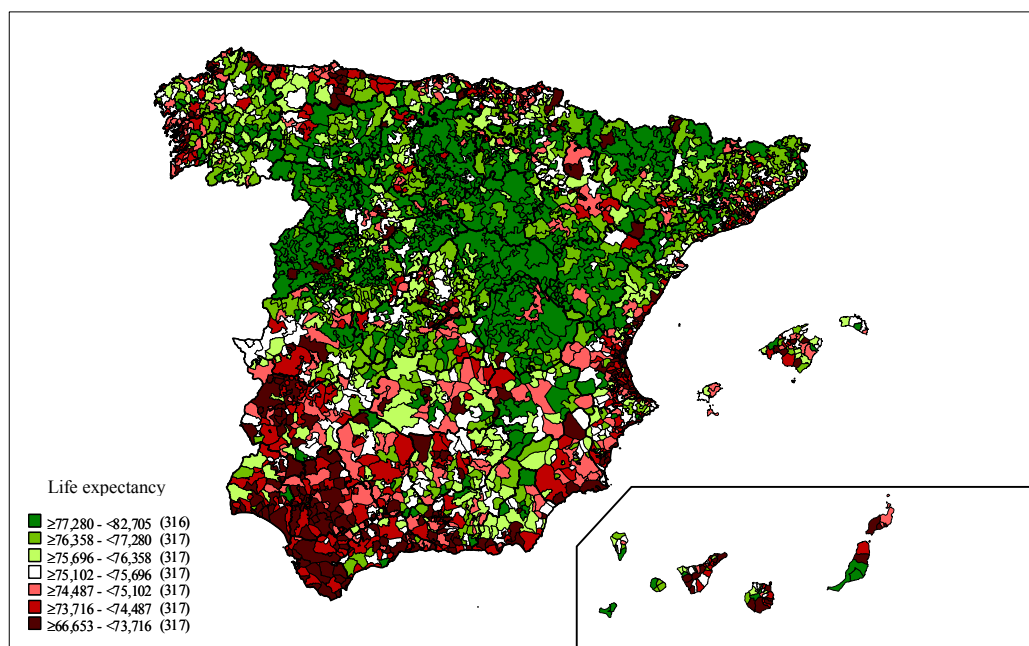 Life expectancy
≥77,280 - <82,705 (316)
≥76,358 - <77,280 (317)
≥75,696 - <76,358 (317)
≥75,102 - <75,696 (317)
≥74,487 - <75,102 (317)
≥73,716 - <74,487 (317)
≥66,653 - <73,716 (317)